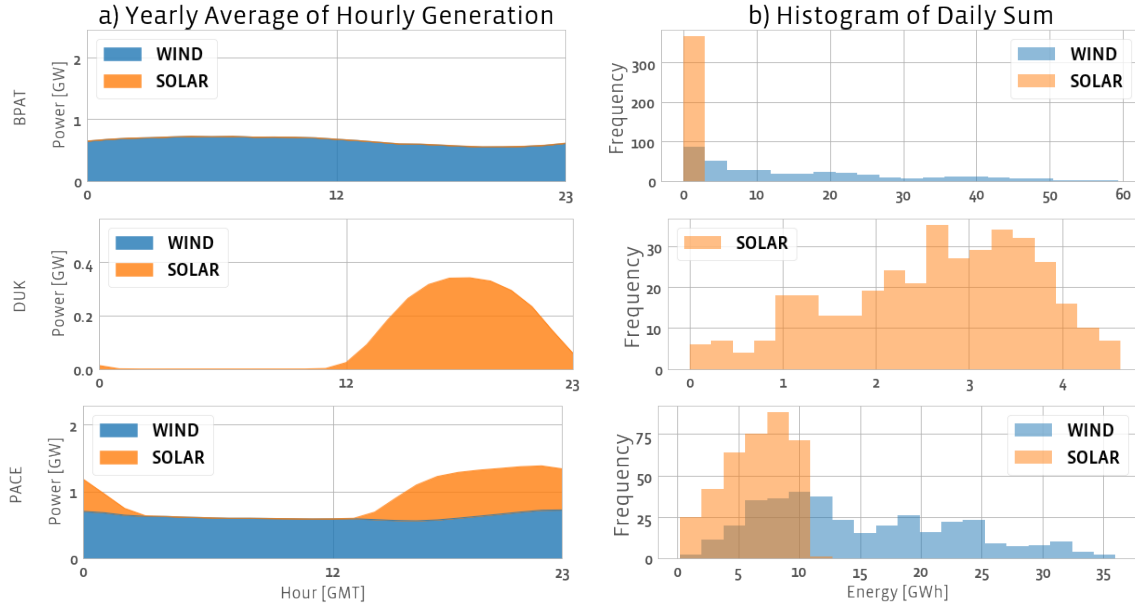 a) Yearly Average of Hourly Generation
b) Histogram of Daily Sum
BPAT
Power [GW]
2
1
0
0
12
23
WIND
SOLAR
Frequency
300
200
100
0
0
10
20
30
40
50
60
WIND
SOLAR
DUK
Power [GW]
0.4
0.2
0.0
0
12
23
WIND
SOLAR
Frequency
30
20
10
0
0
1
2
3
4
SOLAR
PACE
Power [GW]
2
1
0
0
12
23
WIND
SOLAR
Hour [GMT]
Frequency
75
50
25
0
0
5
10
15
20
25
30
35
WIND
SOLAR
Energy [GWh]